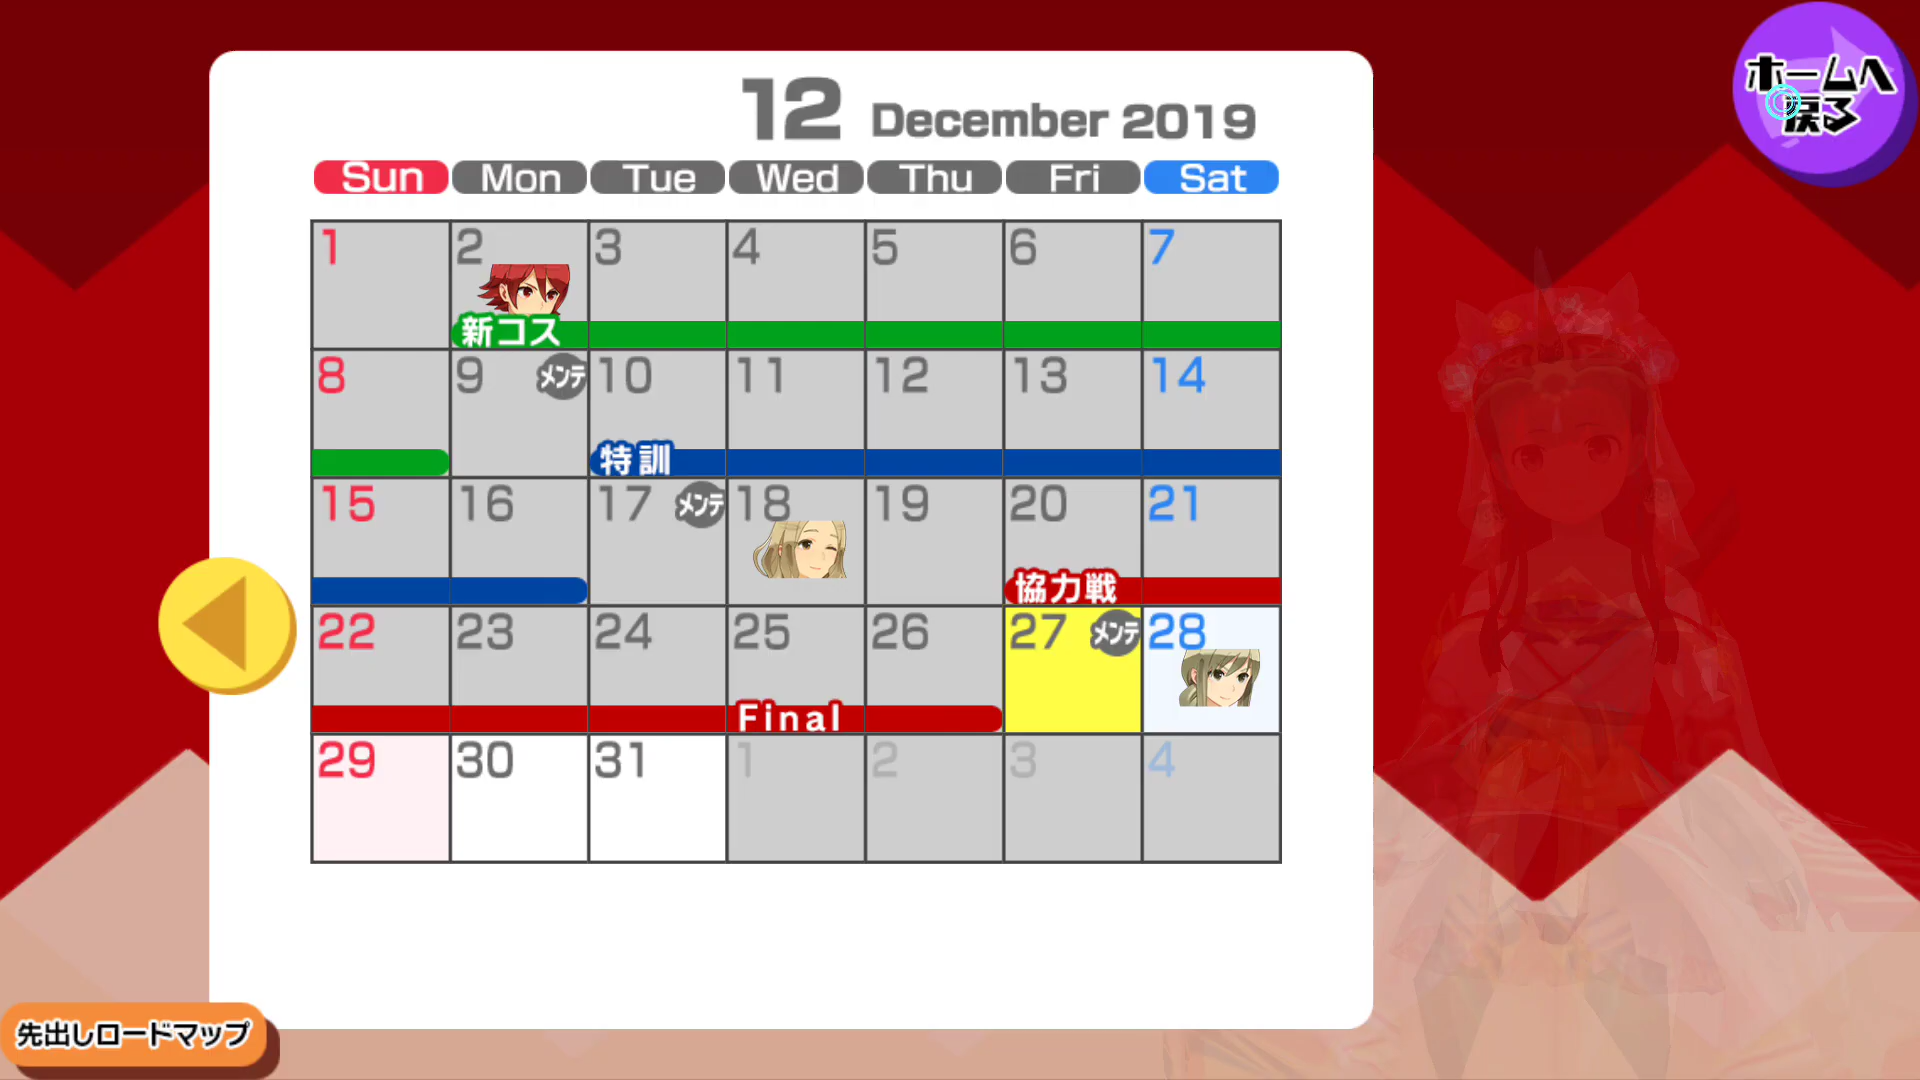 ホームへ
戻る
12 December 2019
Sun Mon Tue Wed Thu Fri Sat
1 2 3 4 5 6 7
新コス
8 9 メンテ 10 11 12 13 14
特訓
15 16 17 メンテ 18 19 20 21
協力戦
22 23 24 25 26 27 メンテ 28
Final
29 30 31 1 2 3 4
先出しロードマップ